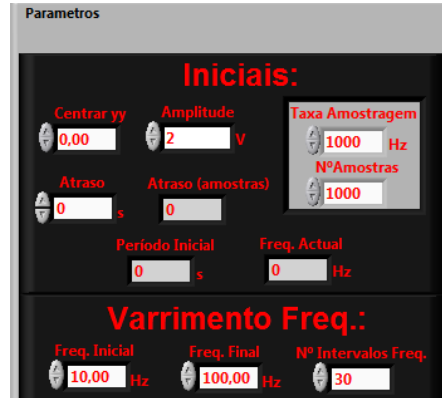 Parametros
Iniciais:
Centrar yy
0,00
Amplitude
2
V
Taxa Amostragem
1000
Hz
NºAmostras
1000
Atraso
0
s
Atraso (amostras)
0
Período Inicial
0
s
Freq. Actual
0
Hz
Varrimento Freq.:
Freq. Inicial
10,00
Hz
Freq. Final
100,00
Hz
Nº Intervalos Freq.
30